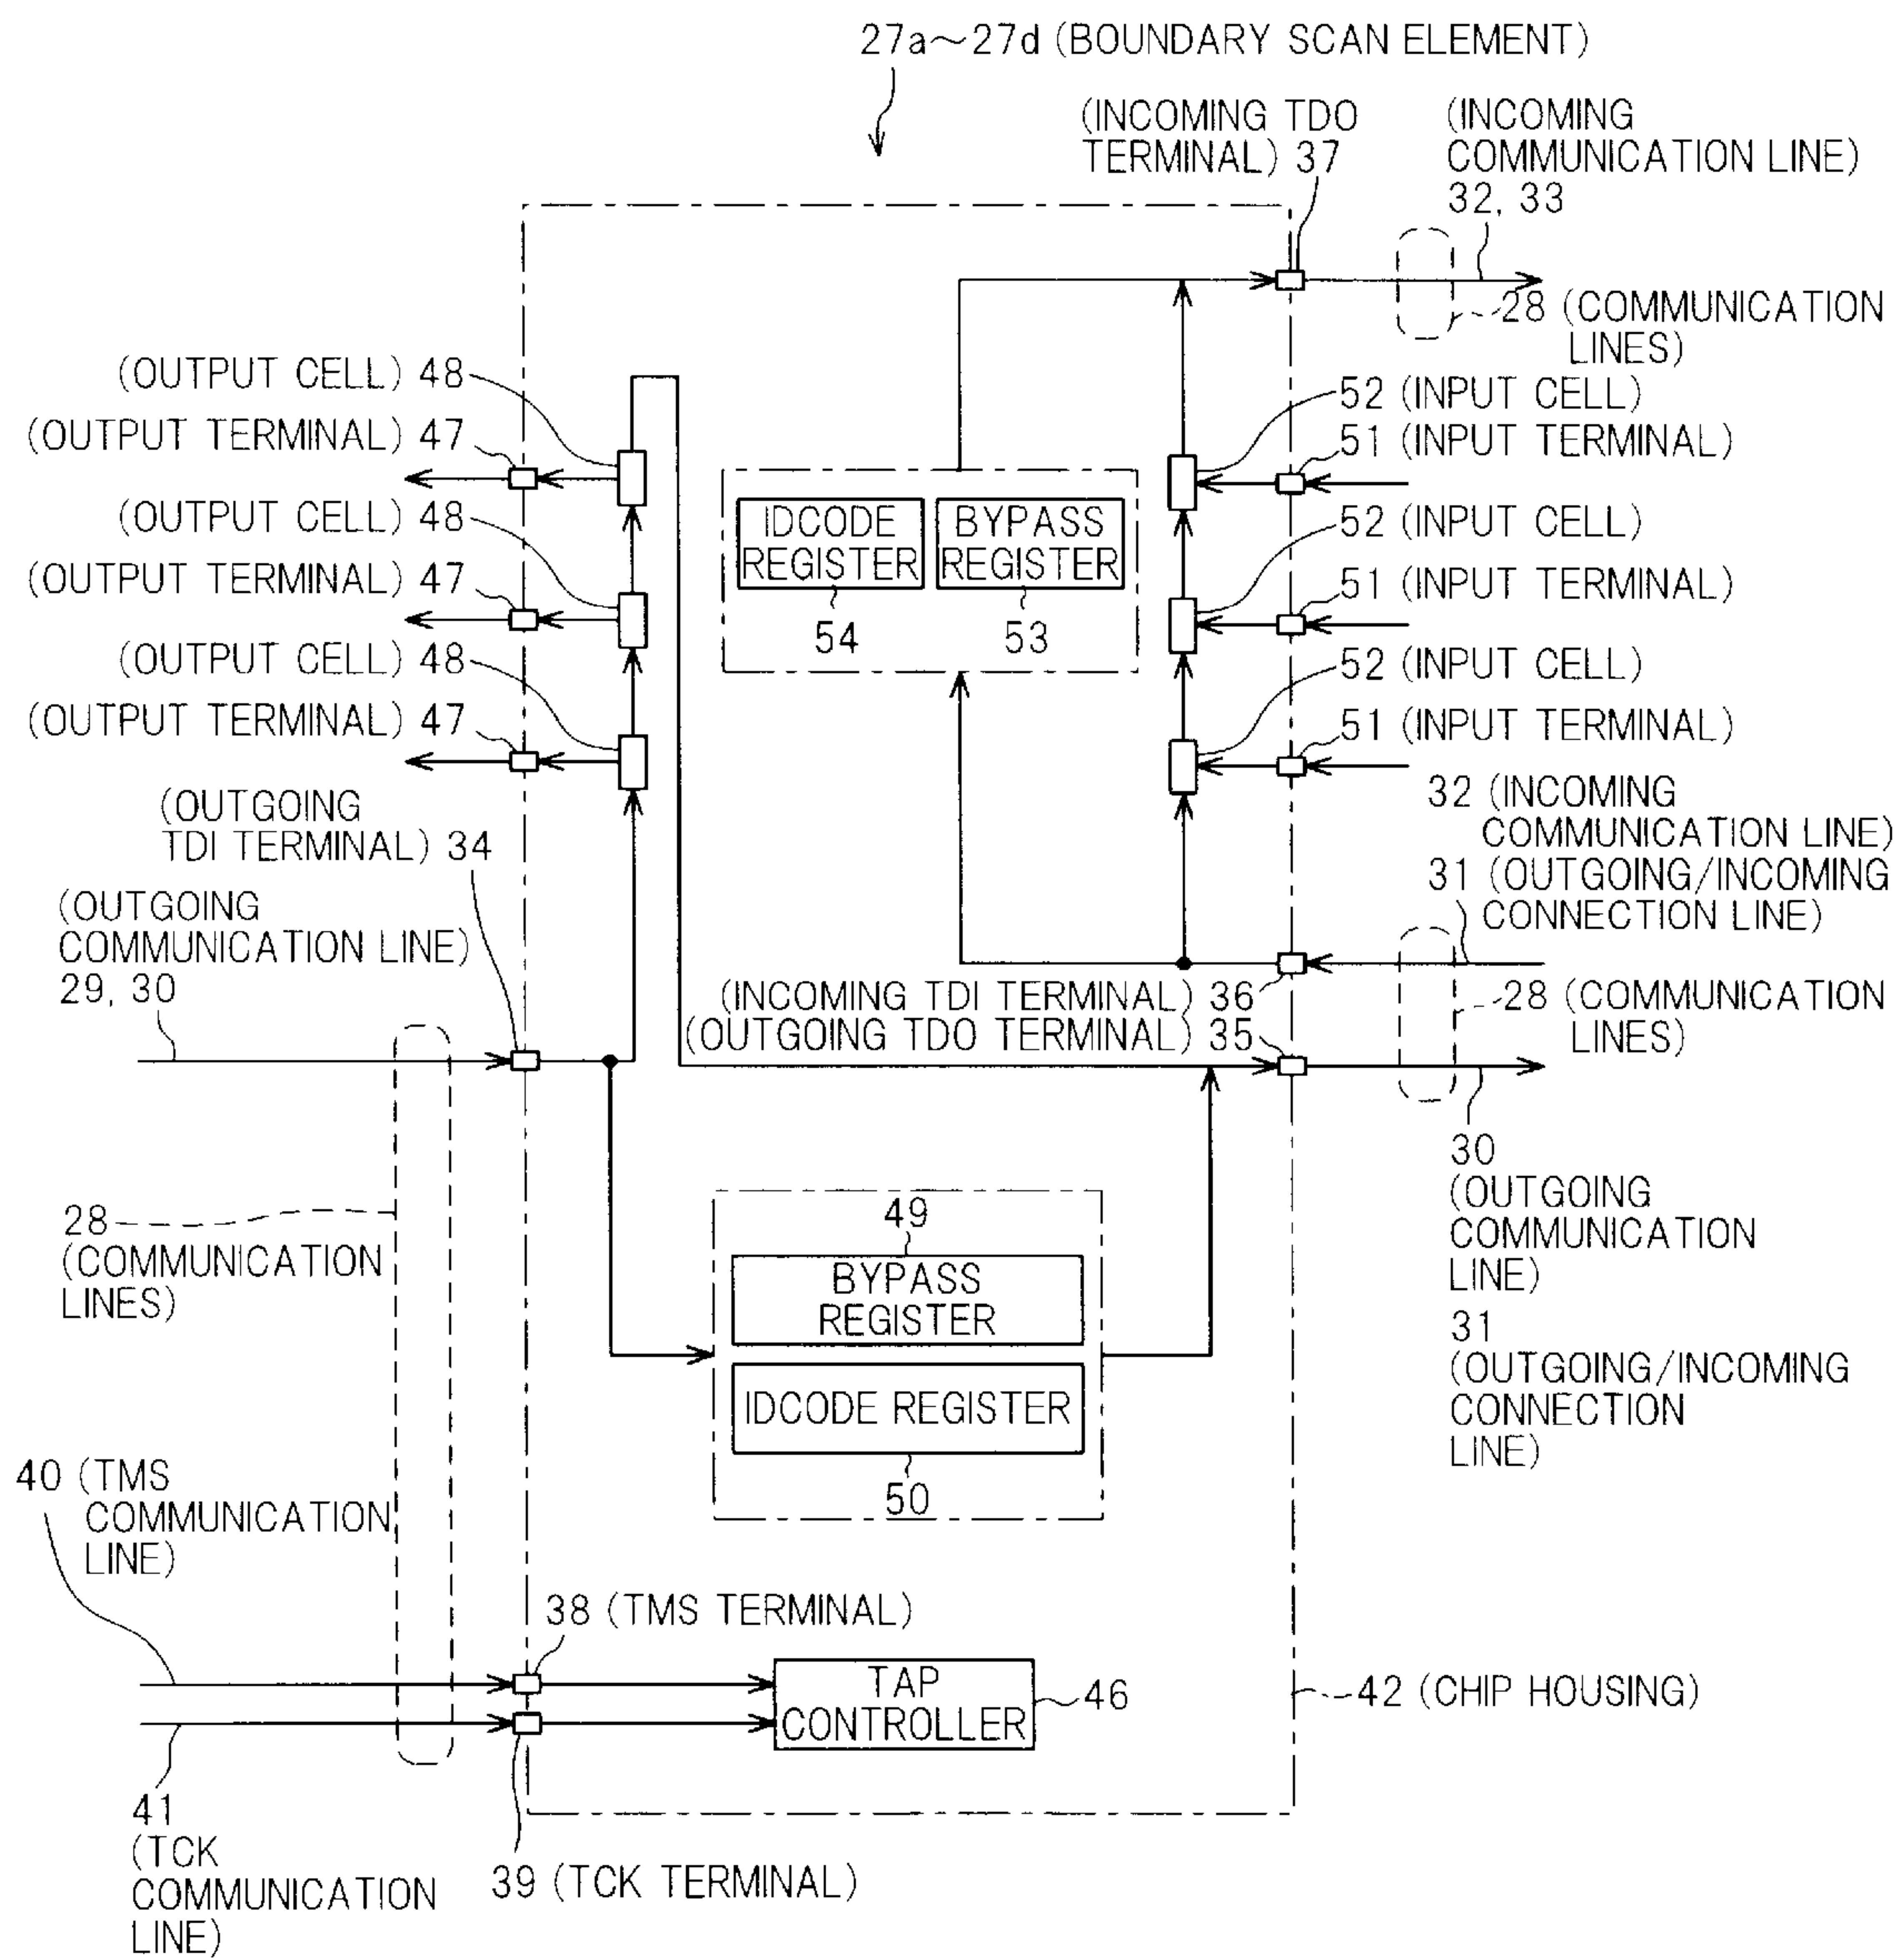 27a~27d (BOUNDARY SCAN ELEMENT)
(INCOMING TDO
TERMINAL) 37
(INCOMING
COMMUNICATION LINE)
32, 33
28 (COMMUNICATION
LINES)
(OUTPUT CELL) 48
(OUTPUT TERMINAL) 47
(OUTPUT CELL) 48
(OUTPUT TERMINAL) 47
(OUTPUT CELL) 48
(OUTPUT TERMINAL) 47
52 (INPUT CELL)
51 (INPUT TERMINAL)
52 (INPUT CELL)
51 (INPUT TERMINAL)
52 (INPUT CELL)
51 (INPUT TERMINAL)
IDCODE
REGISTER
54
BYPASS
REGISTER
53
(OUTGOING
TDI TERMINAL) 34
32 (INCOMING
COMMUNICATION LINE)
31 (OUTGOING/INCOMING
CONNECTION LINE)
(OUTGOING
COMMUNICATION LINE)
29, 30
(INCOMING TDI TERMINAL) 36
(OUTGOING TDO TERMINAL) 35
28 (COMMUNICATION
LINES)
30
(OUTGOING
COMMUNICATION
LINE)
31
(OUTGOING/INCOMING
CONNECTION
LINE)
28
(COMMUNICATION
LINES)
49
BYPASS
REGISTER
IDCODE REGISTER
50
40 (TMS
COMMUNICATION
LINE)
38 (TMS TERMINAL)
TAP
CONTROLLER
46
42 (CHIP HOUSING)
41
(TCK
COMMUNICATION
LINE)
39 (TCK TERMINAL)